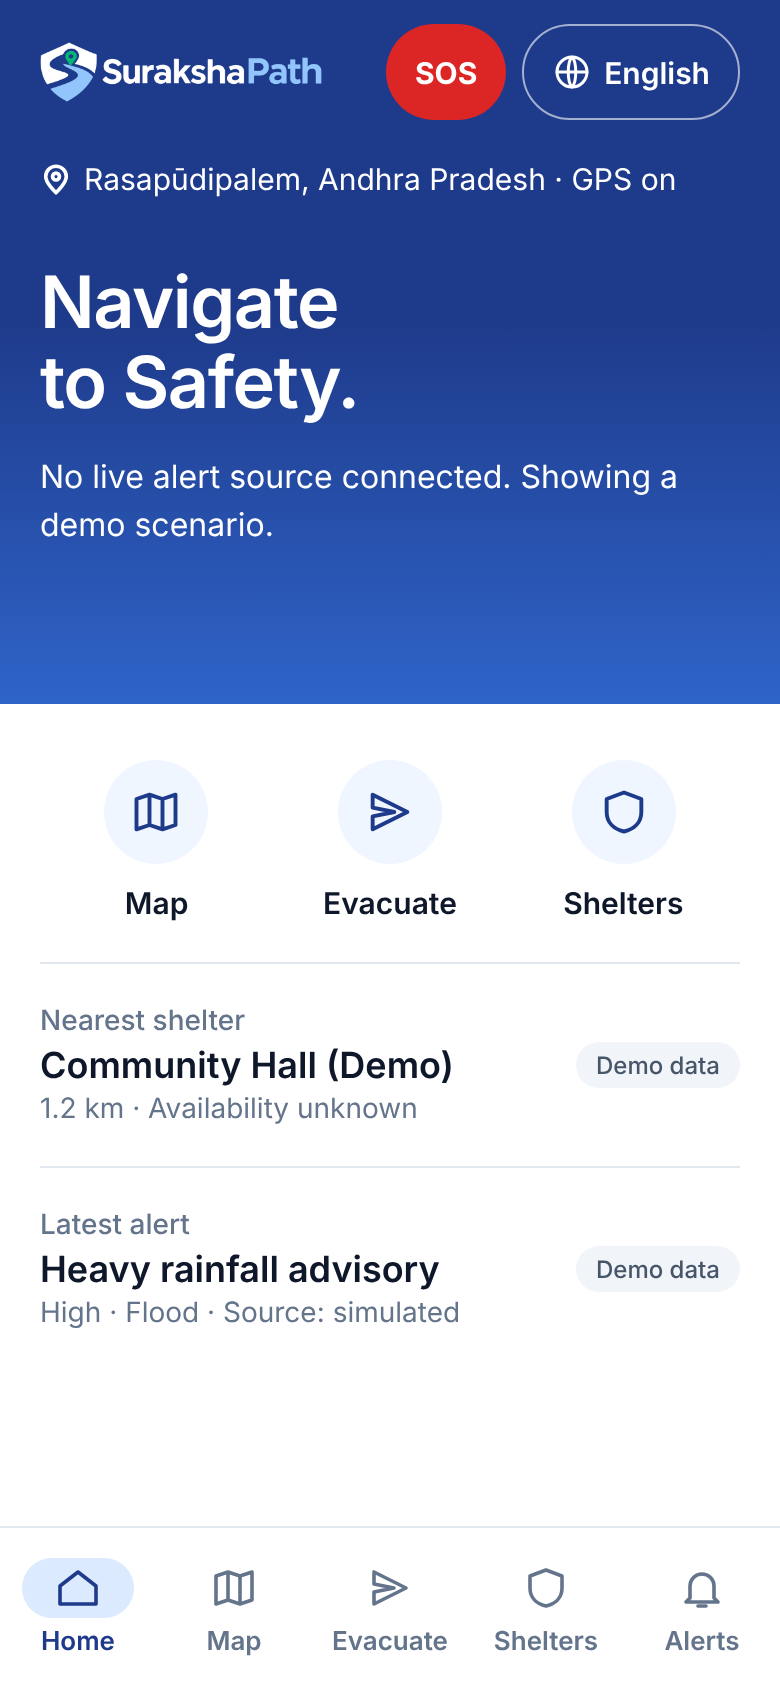 SurakshaPath
SOS
English
Rasapūdipalem, Andhra Pradesh · GPS on
Navigate
to Safety.
No live alert source connected. Showing a
demo scenario.
Map
Evacuate
Shelters
Nearest shelter
Community Hall (Demo)
Demo data
1.2 km · Availability unknown
Latest alert
Heavy rainfall advisory
Demo data
High · Flood · Source: simulated
Home
Map
Evacuate
Shelters
Alerts